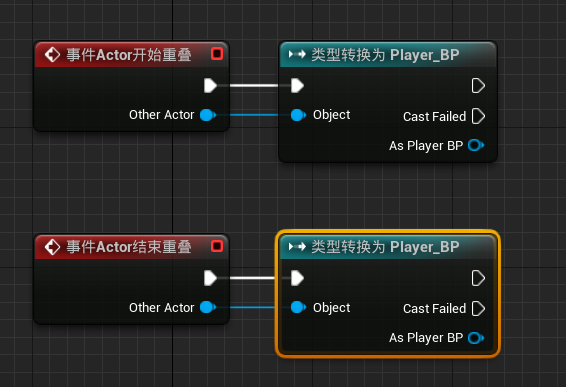 事件Actor开始重叠
Other Actor
类型转换为 Player_BP
Object
Cast Failed
As Player BP
事件Actor结束重叠
Other Actor
类型转换为 Player_BP
Object
Cast Failed
As Player BP